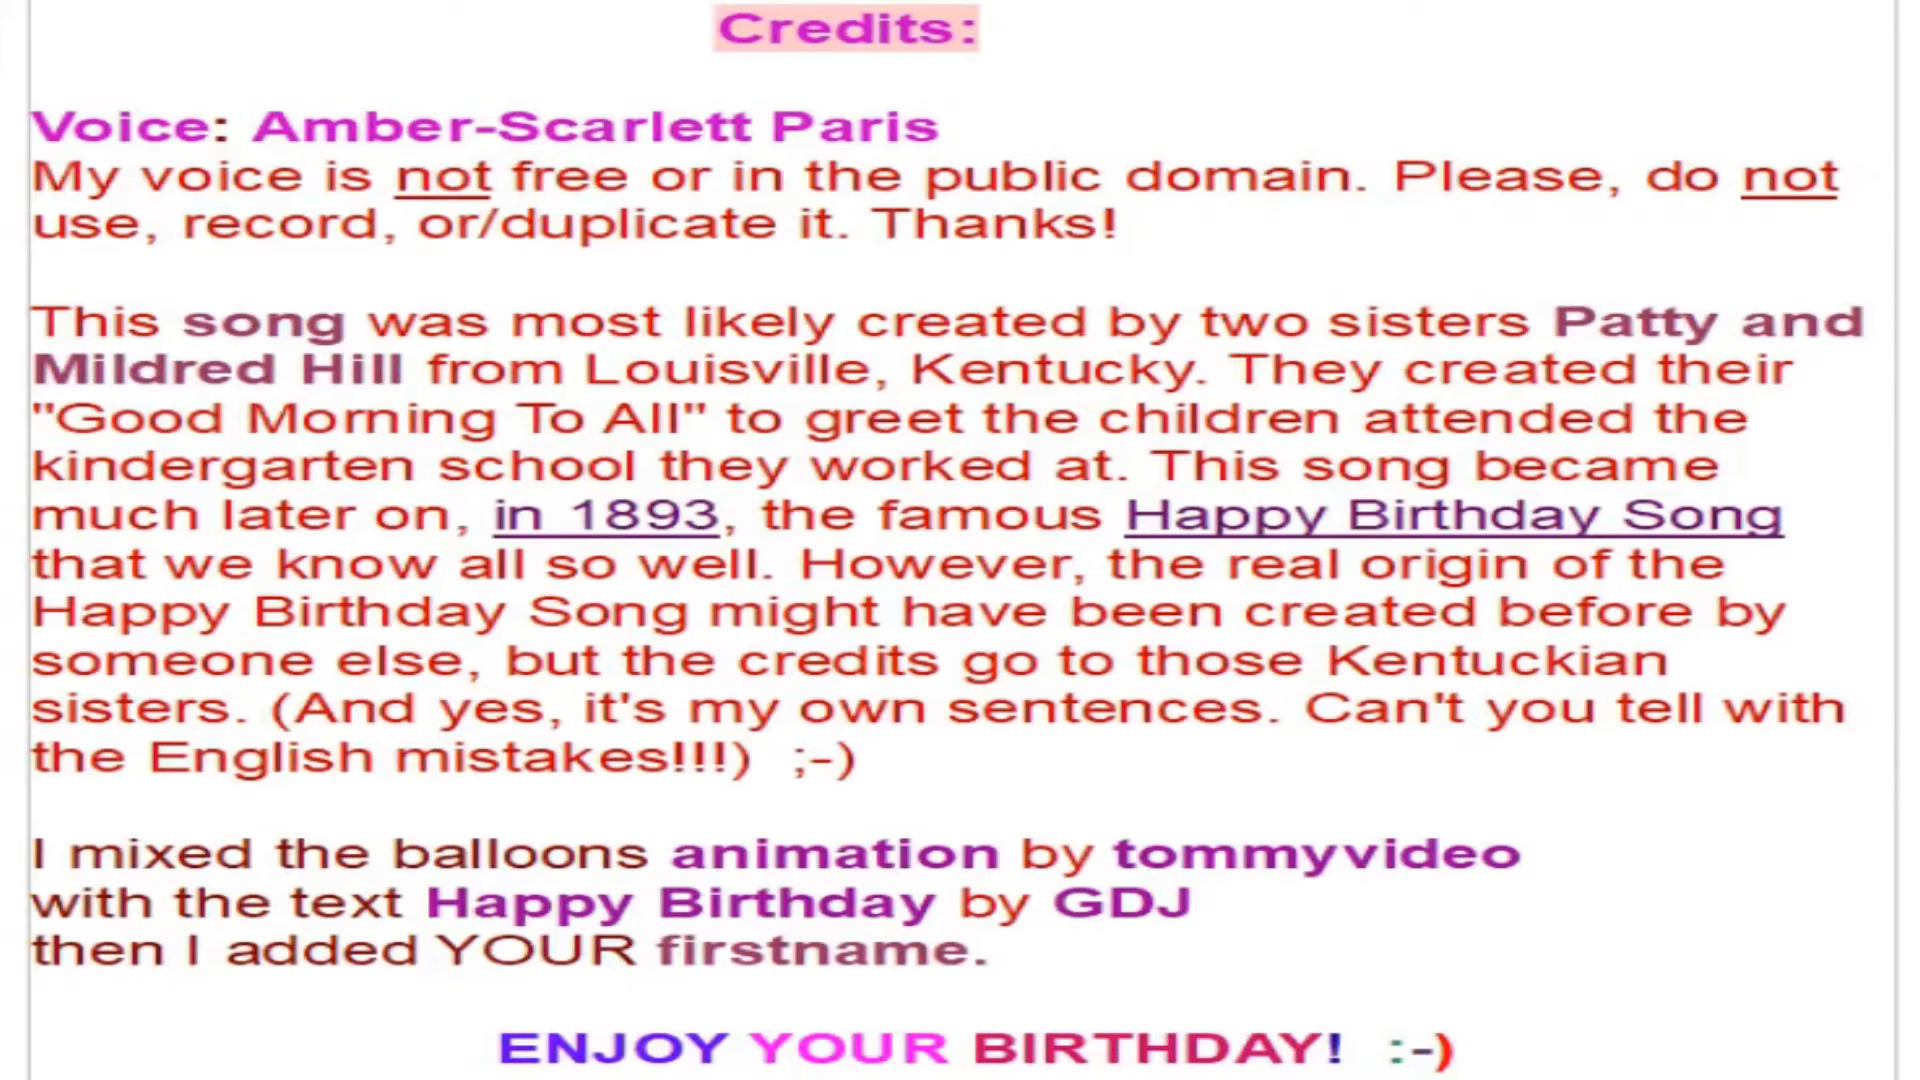 Credits:
Voice: Amber-Scarlett Paris
My voice is not free or in the public domain. Please, do not
use, record, or/duplicate it. Thanks!
This song was most likely created by two sisters Patty and
Mildred Hill from Louisville, Kentucky. They created their
"Good Morning To All" to greet the children attended the
kindergarten school they worked at. This song became
much later on, in 1893, the famous Happy Birthday Song
that we know all so well. However, the real origin of the
Happy Birthday Song might have been created before by
someone else, but the credits go to those Kentuckian
sisters. (And yes, it's my own sentences. Can't you tell with
the English mistakes!!!)  ;-)
I mixed the balloons animation by tommyvideo
with the text Happy Birthday by GDJ
then I added YOUR firstname.
ENJOY YOUR BIRTHDAY!  :-)